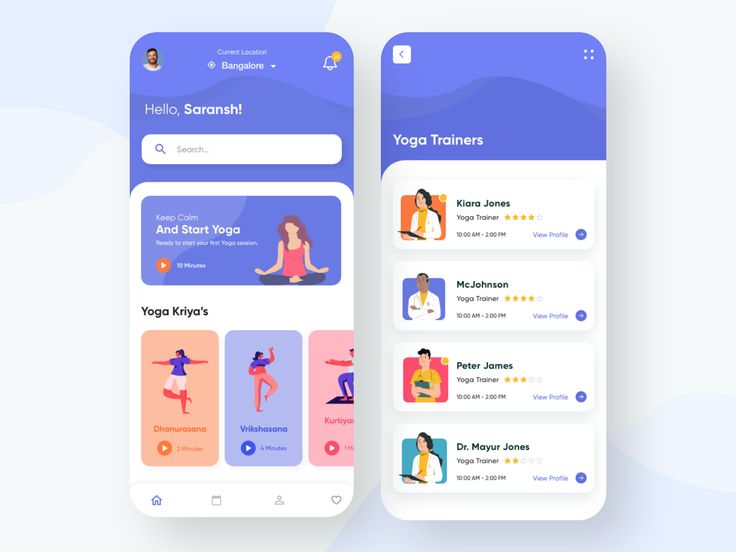 Current Location
Bangalore
Hello, Saransh!
Search...
Keep Calm
And Start Yoga
Ready to start your first Yoga session.
10 Minutes
Yoga Kriya's
Dhanurasana
2 Minutes
Vrikshasana
4 Minutes
Kurtiyas
Yoga Trainers
Kiara Jones
Yoga Trainer
10:00 AM - 2:00 PM
View Profile
McJohnson
Yoga Trainer
10:00 AM - 2:00 PM
View Profile
Peter James
Yoga Trainer
10:00 AM - 2:00 PM
View Profile
Dr. Mayur Jones
Yoga Trainer
10:00 AM - 2:00 PM
View Profile